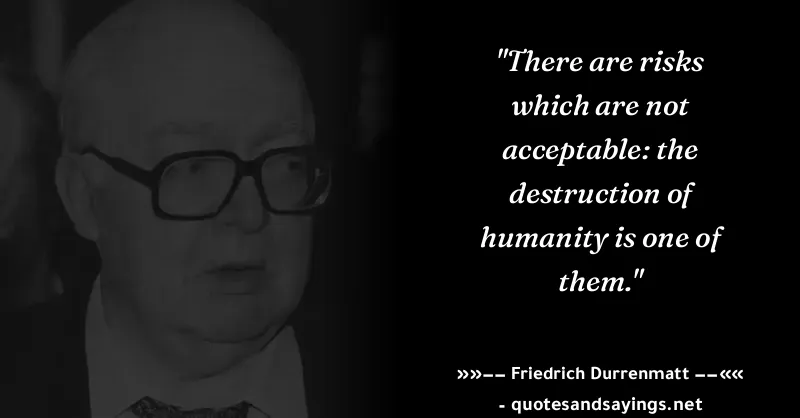 "There are risks
which are not
acceptable: the
destruction of
humanity is one of
them."
»»–– Friedrich Durrenmatt ––««
- quotesandsayings.net